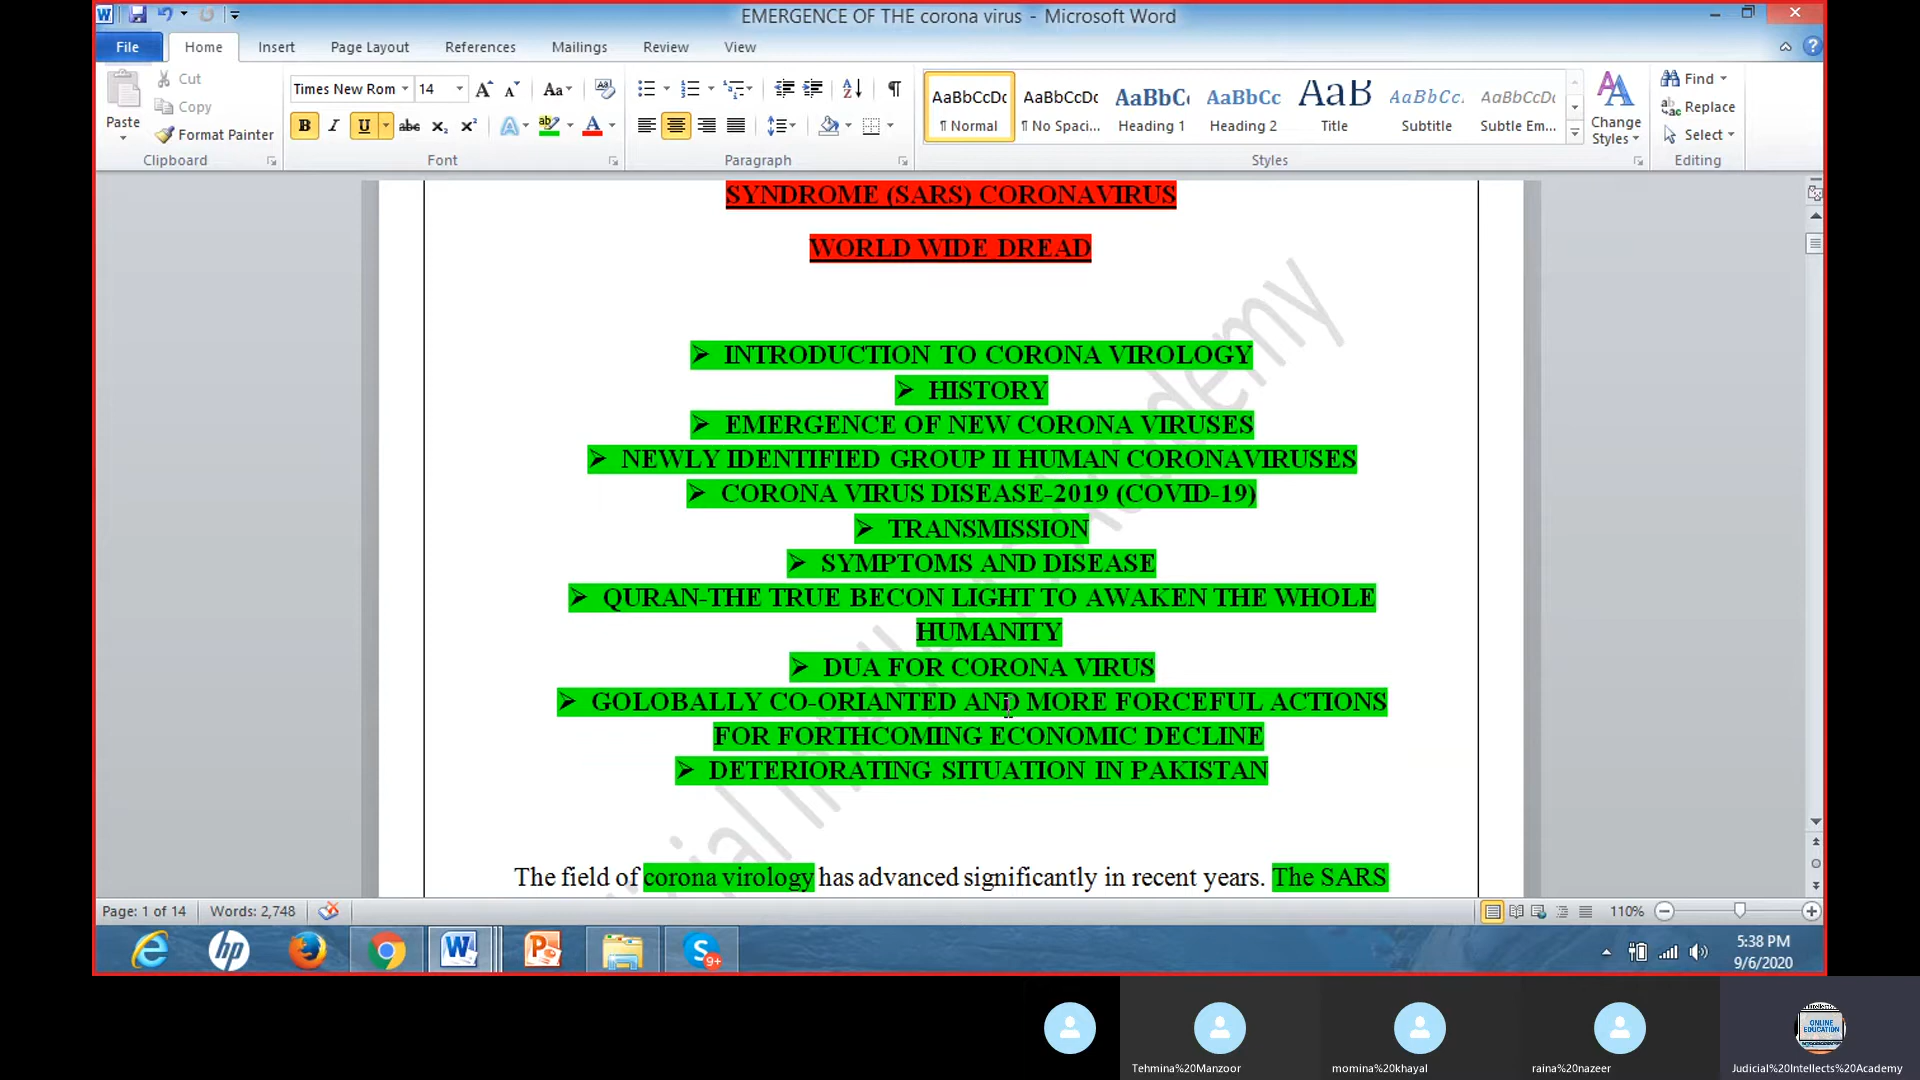 EMERGENCE OF THE corona virus - Microsoft Word
File Home Insert Page Layout References Mailings Review View
Cut
Copy
Format Painter
Paste
Clipboard
Times New Rom 14
Font
Paragraph
AaBbCcDc AaBbCcDc AaBbC AaBbCc AaB AaBbCc. AaBbCcDc
¶ Normal ¶ No Spaci... Heading 1 Heading 2 Title Subtitle Subtle Em...
Styles
Change
Styles
Find
Replace
Select
Editing
SYNDROME (SARS) CORONAVIRUS
WORLD WIDE DREAD
➢ INTRODUCTION TO CORONA VIROLOGY
➢ HISTORY
➢ EMERGENCE OF NEW CORONA VIRUSES
➢ NEWLY IDENTIFIED GROUP II HUMAN CORONAVIRUSES
➢ CORONA VIRUS DISEASE-2019 (COVID-19)
➢ TRANSMISSION
➢ SYMPTOMS AND DISEASE
➢ QURAN-THE TRUE BECON LIGHT TO AWAKEN THE WHOLE
HUMANITY
➢ DUA FOR CORONA VIRUS
➢ GOLOBALLY CO-ORIANTED AND MORE FORCEFUL ACTIONS
FOR FORTHCOMING ECONOMIC DECLINE
➢ DETERIORATING SITUATION IN PAKISTAN
The field of corona virology has advanced significantly in recent years. The SARS
Page: 1 of 14 Words: 2,748 110%
9+
5:38 PM
9/6/2020
Tehmina%20Manzoor momina%20khayal raina%20nazeer Judicial%20Intellects%20Academy
ONLINE
EDUCATION